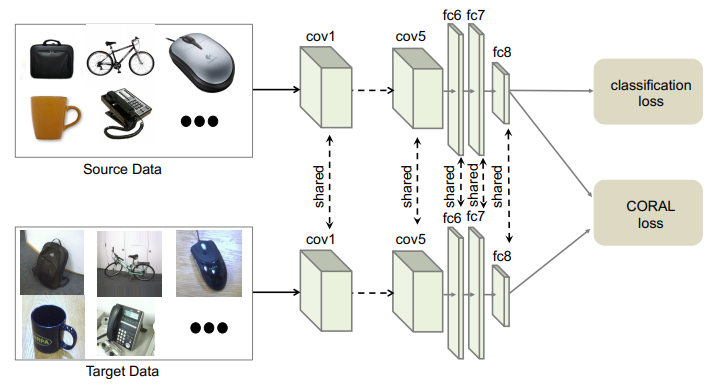 cov1
cov5
fc6
fc7
fc8
classification
loss
Source Data
shared
shared
shared
shared
shared
CORAL
loss
cov1
cov5
fc6
fc7
fc8
Target Data